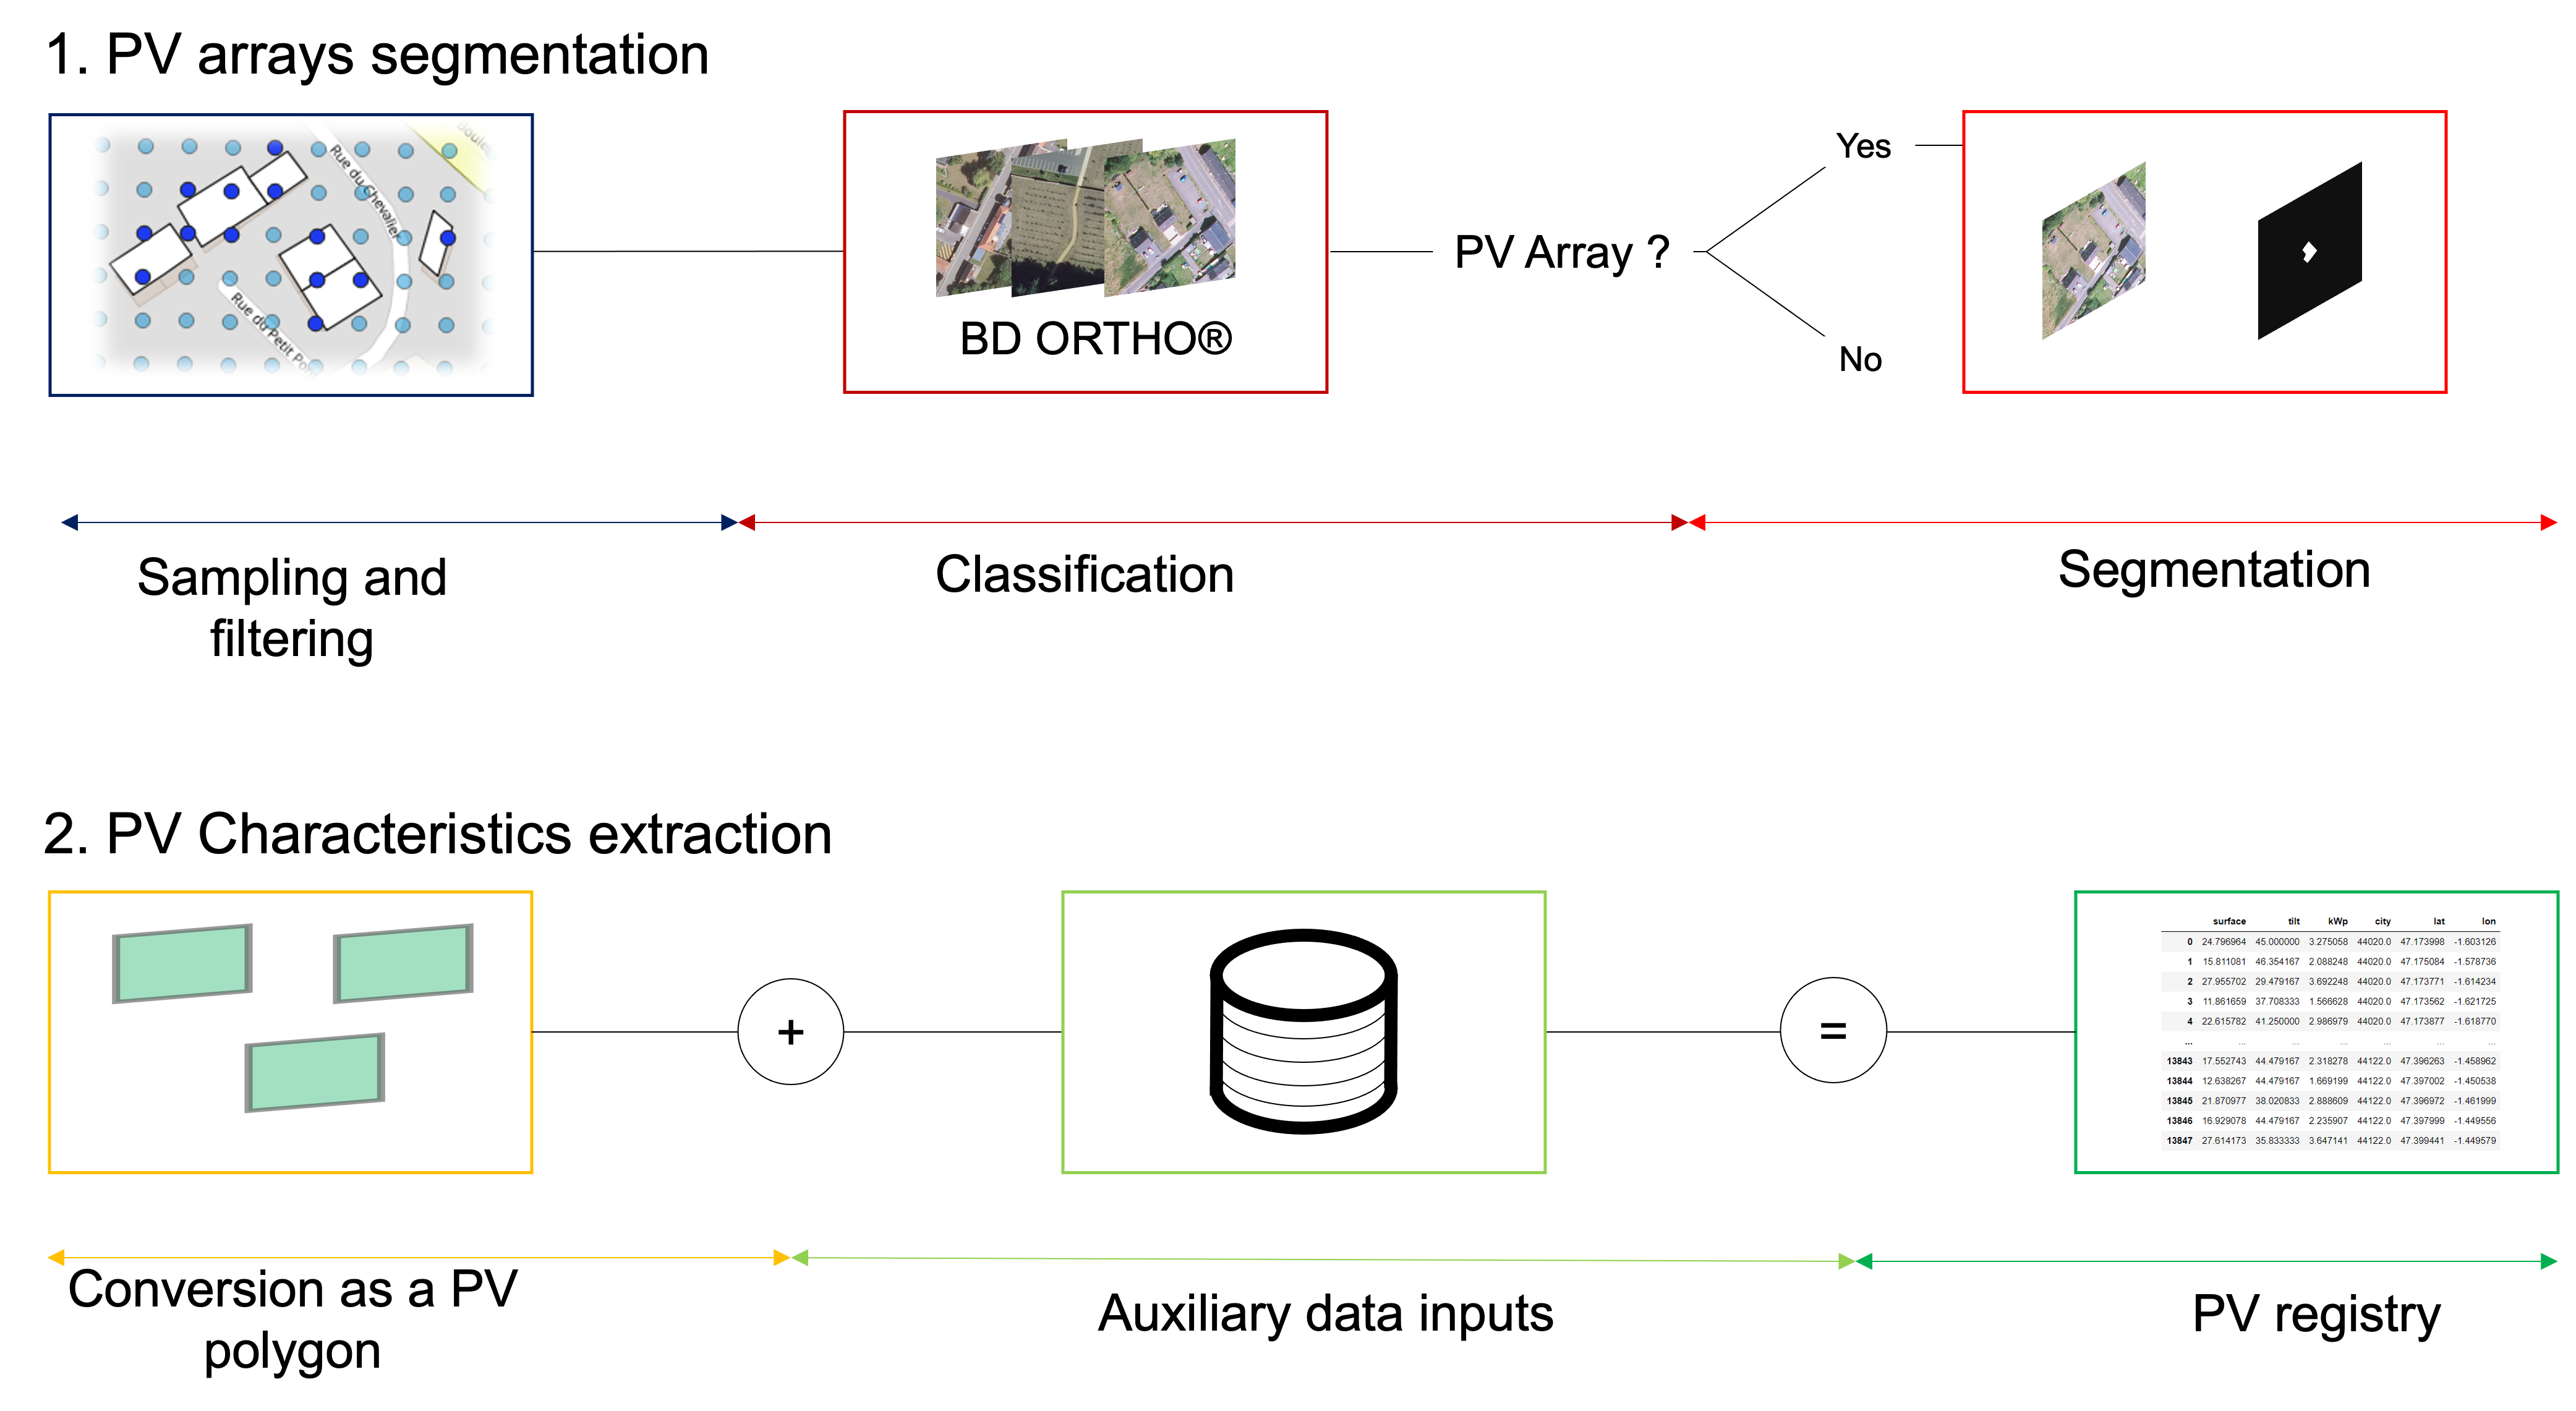 1. PV arrays segmentation
Rue du Chevalier
Boule
Rue du Petit Pon
BD ORTHO®
PV Array ?
Yes
No
Sampling and
filtering
Classification
Segmentation
2. PV Characteristics extraction
+
=
surface tilt kWp city lat lon
0 24.796964 45.000000 3.275058 44020.0 47.173998 -1.603126
1 15.811081 46.354167 2.088248 44020.0 47.175084 -1.578736
2 27.955702 29.479167 3.692248 44020.0 47.173771 -1.614234
3 11.861659 37.708333 1.566628 44020.0 47.173562 -1.621725
4 22.615782 41.250000 2.986979 44020.0 47.173877 -1.618770
... ... ... ... ... ... ...
13843 17.552743 44.479167 2.318278 44122.0 47.396263 -1.458962
13844 12.638267 44.479167 1.669199 44122.0 47.397002 -1.450538
13845 21.870977 38.020833 2.888609 44122.0 47.396972 -1.461999
13846 16.929078 44.479167 2.235907 44122.0 47.397999 -1.449556
13847 27.614173 35.833333 3.647141 44122.0 47.399441 -1.449579
Conversion as a PV
polygon
Auxiliary data inputs
PV registry